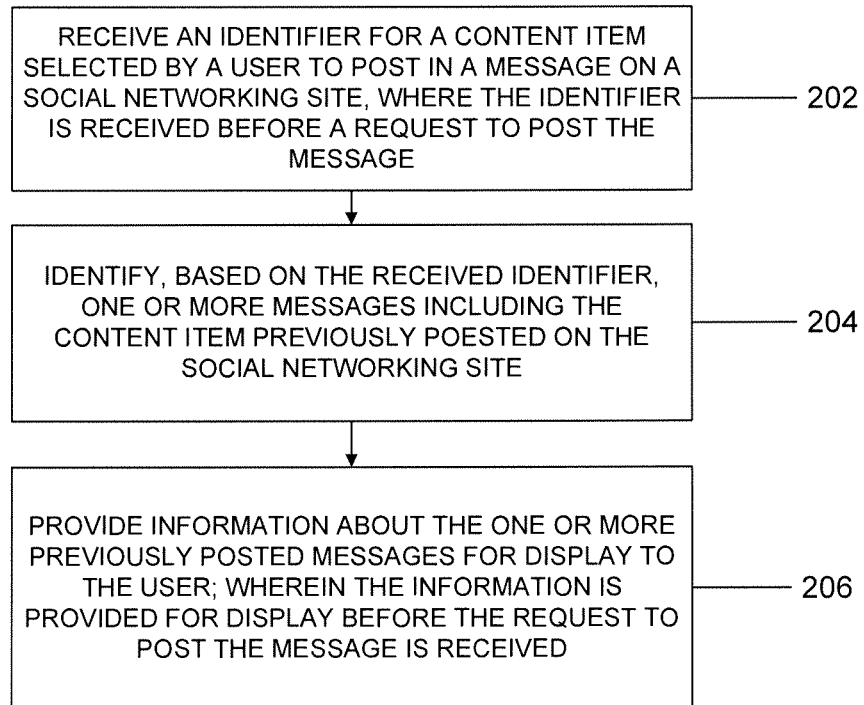 RECEIVE AN IDENTIFIER FOR A CONTENT ITEM
SELECTED BY A USER TO POST IN A MESSAGE ON A
SOCIAL NETWORKING SITE, WHERE THE IDENTIFIER
IS RECEIVED BEFORE A REQUEST TO POST THE
MESSAGE
202
IDENTIFY, BASED ON THE RECEIVED IDENTIFIER,
ONE OR MORE MESSAGES INCLUDING THE
CONTENT ITEM PREVIOUSLY POESTED ON THE
SOCIAL NETWORKING SITE
204
PROVIDE INFORMATION ABOUT THE ONE OR MORE
PREVIOUSLY POSTED MESSAGES FOR DISPLAY TO
THE USER; WHEREIN THE INFORMATION IS
PROVIDED FOR DISPLAY BEFORE THE REQUEST TO
POST THE MESSAGE IS RECEIVED
206